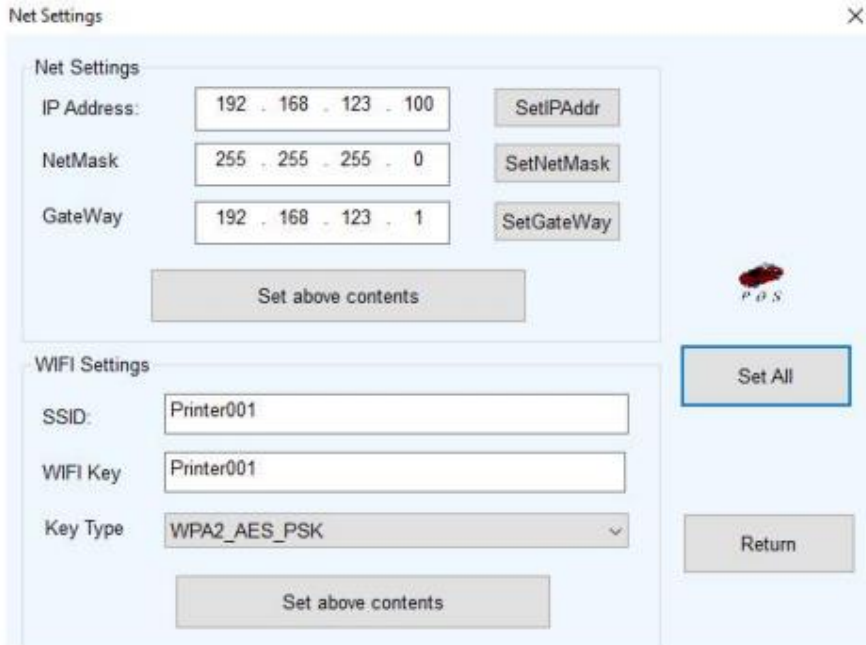 Net Settings
Net Settings
IP Address: 192 . 168 . 123 . 100 SetIPAddr
NetMask 255 . 255 . 255 . 0 SetNetMask
GateWay 192 . 168 . 123 . 1 SetGateWay
Set above contents
POS
WIFI Settings
Set All
SSID: Printer001
WIFI Key Printer001
Key Type WPA2_AES_PSK
Return
Set above contents